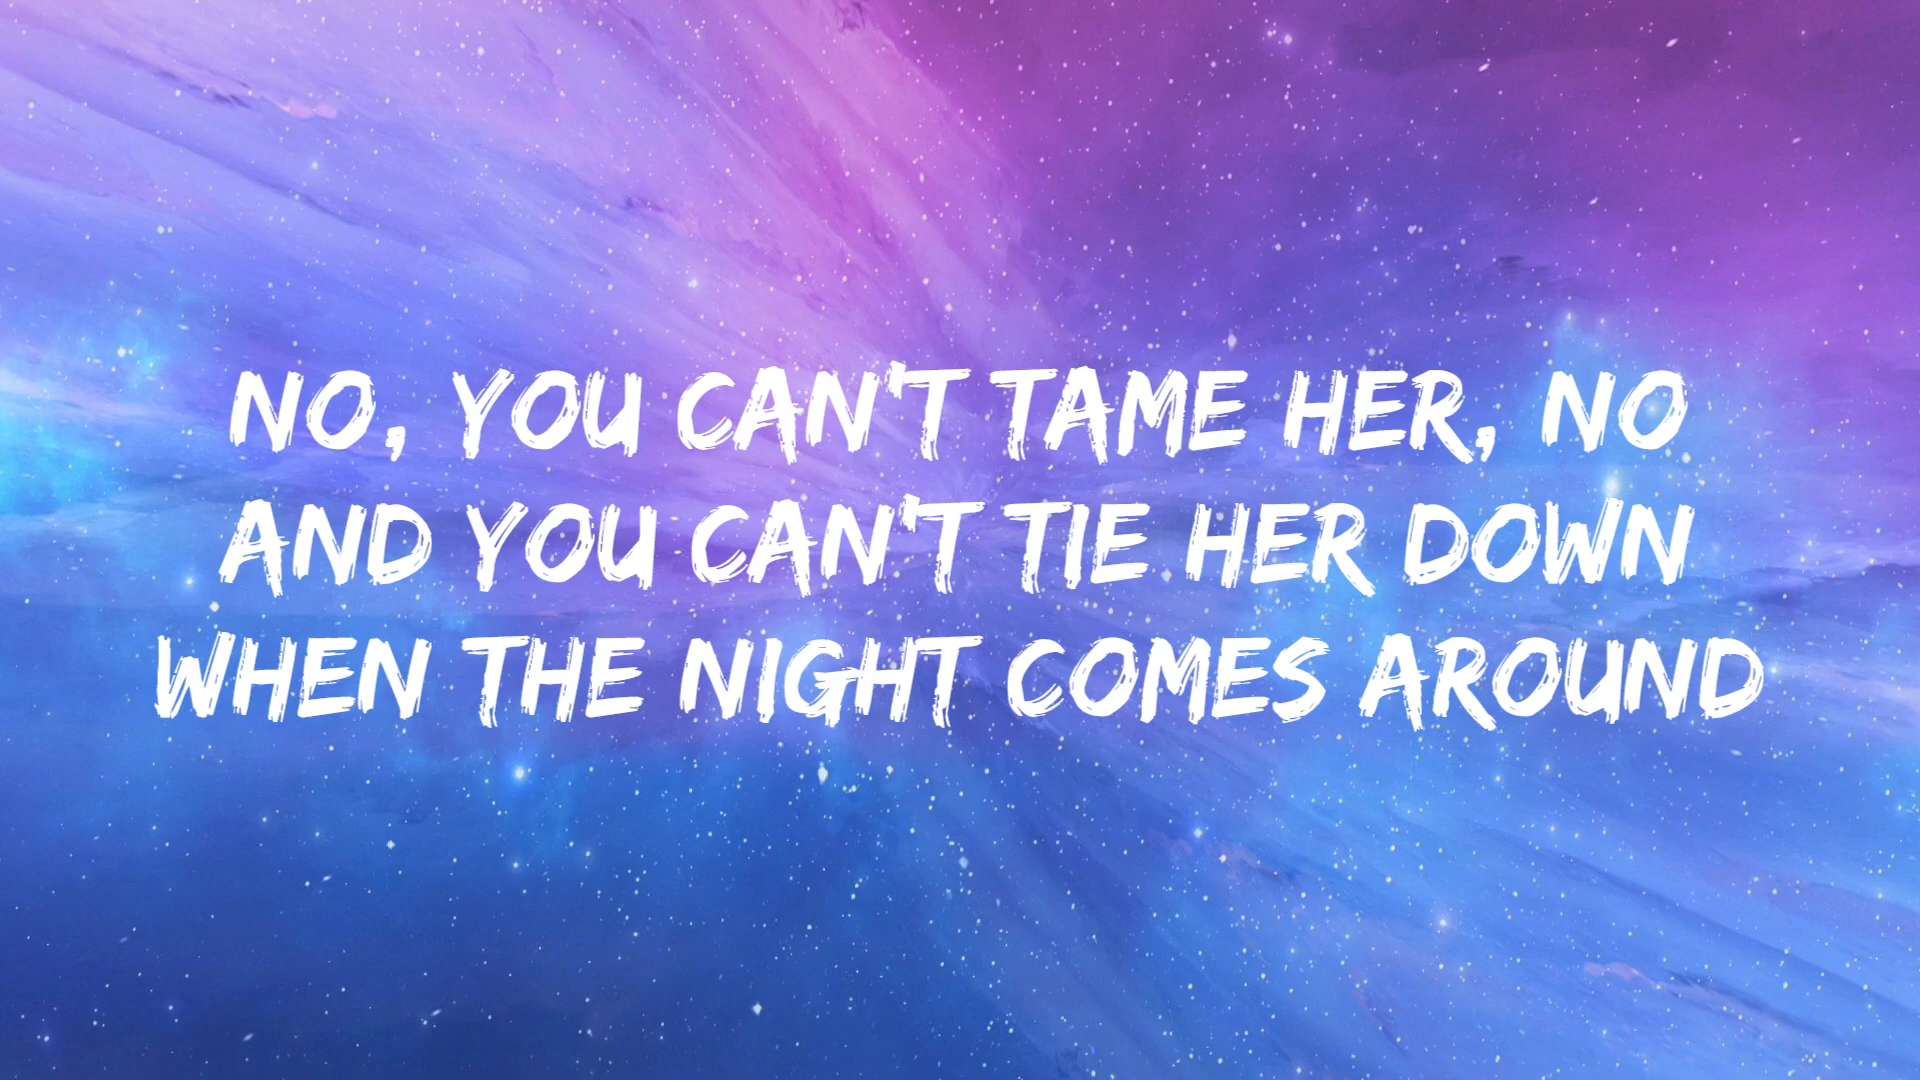 NO, YOU CAN'T TAME HER, NO
AND YOU CAN'T TIE HER DOWN
WHEN THE NIGHT COMES AROUND